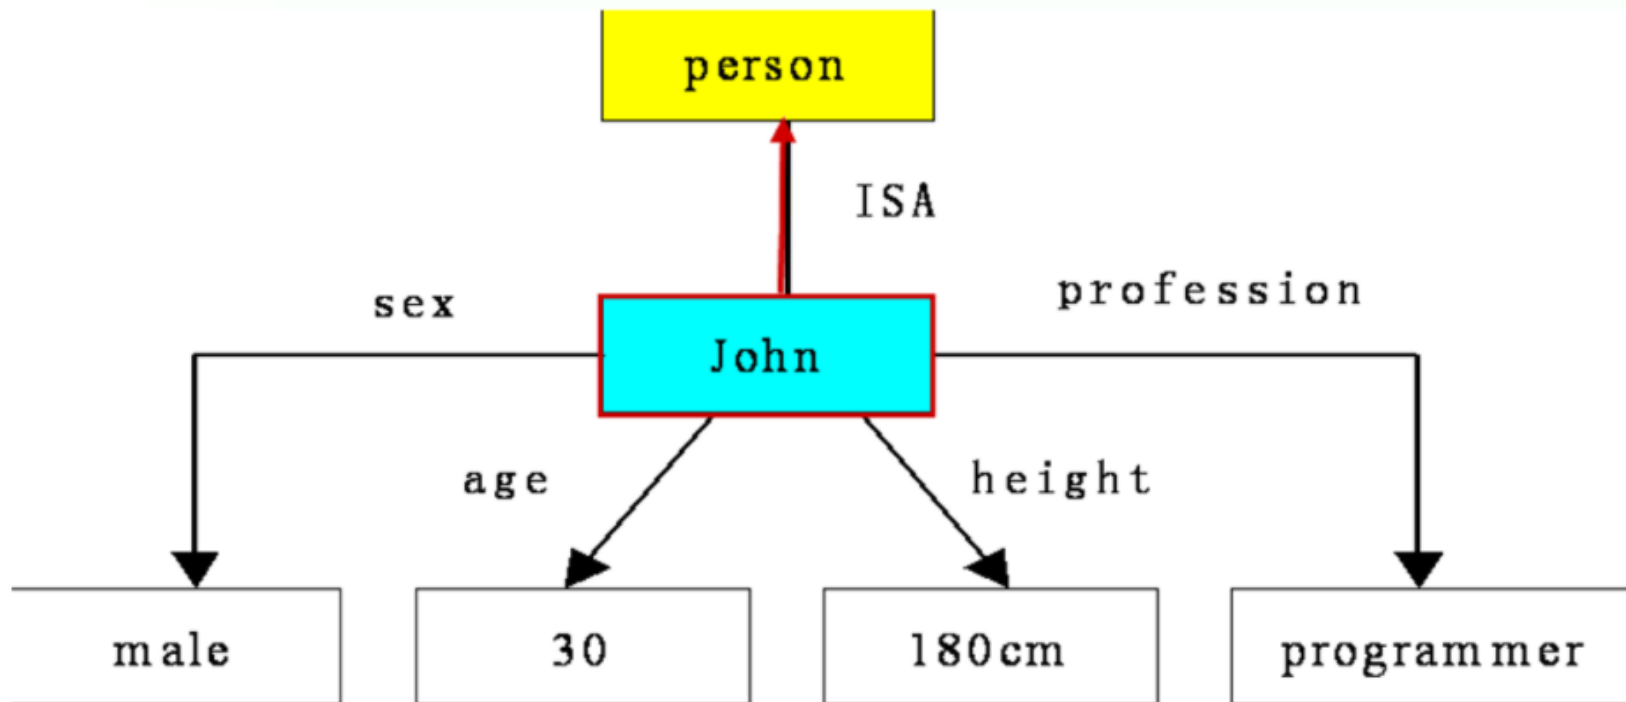 person
ISA
sex
profession
John
age
height
male
30
180cm
programmer